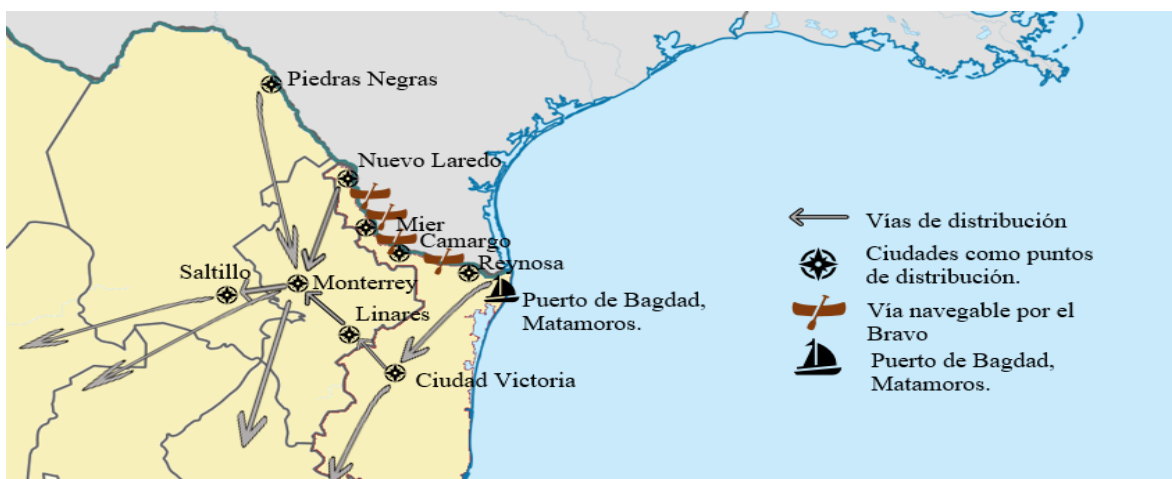 Piedras Negras
Nuevo Laredo
Mier
Camargo
Reynosa
Saltillo
Monterrey
Puerto de Bagdad,
Matamoros.
Linares
Ciudad Victoria
Vías de distribución
Ciudades como puntos
de distribución.
Vía navegable por el
Bravo
Puerto de Bagdad,
Matamoros.